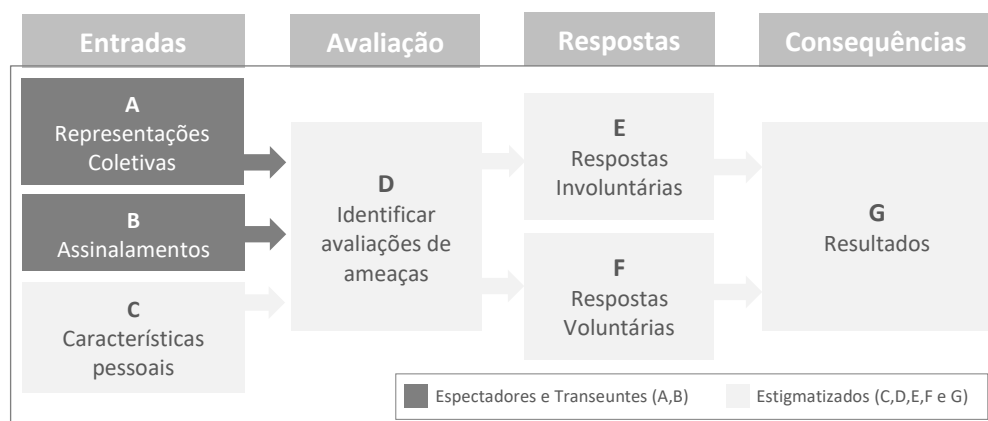 Entradas
Avaliação
Respostas
Consequências
A
Representações
Coletivas
B
Assinalamentos
C
Características
pessoais
D
Identificar
avaliações de
ameaças
E
Respostas
Involuntárias
F
Respostas
Voluntárias
G
Resultados
Espectadores e Transeuntes (A,B)
Estigmatizados (C,D,E,F e G)